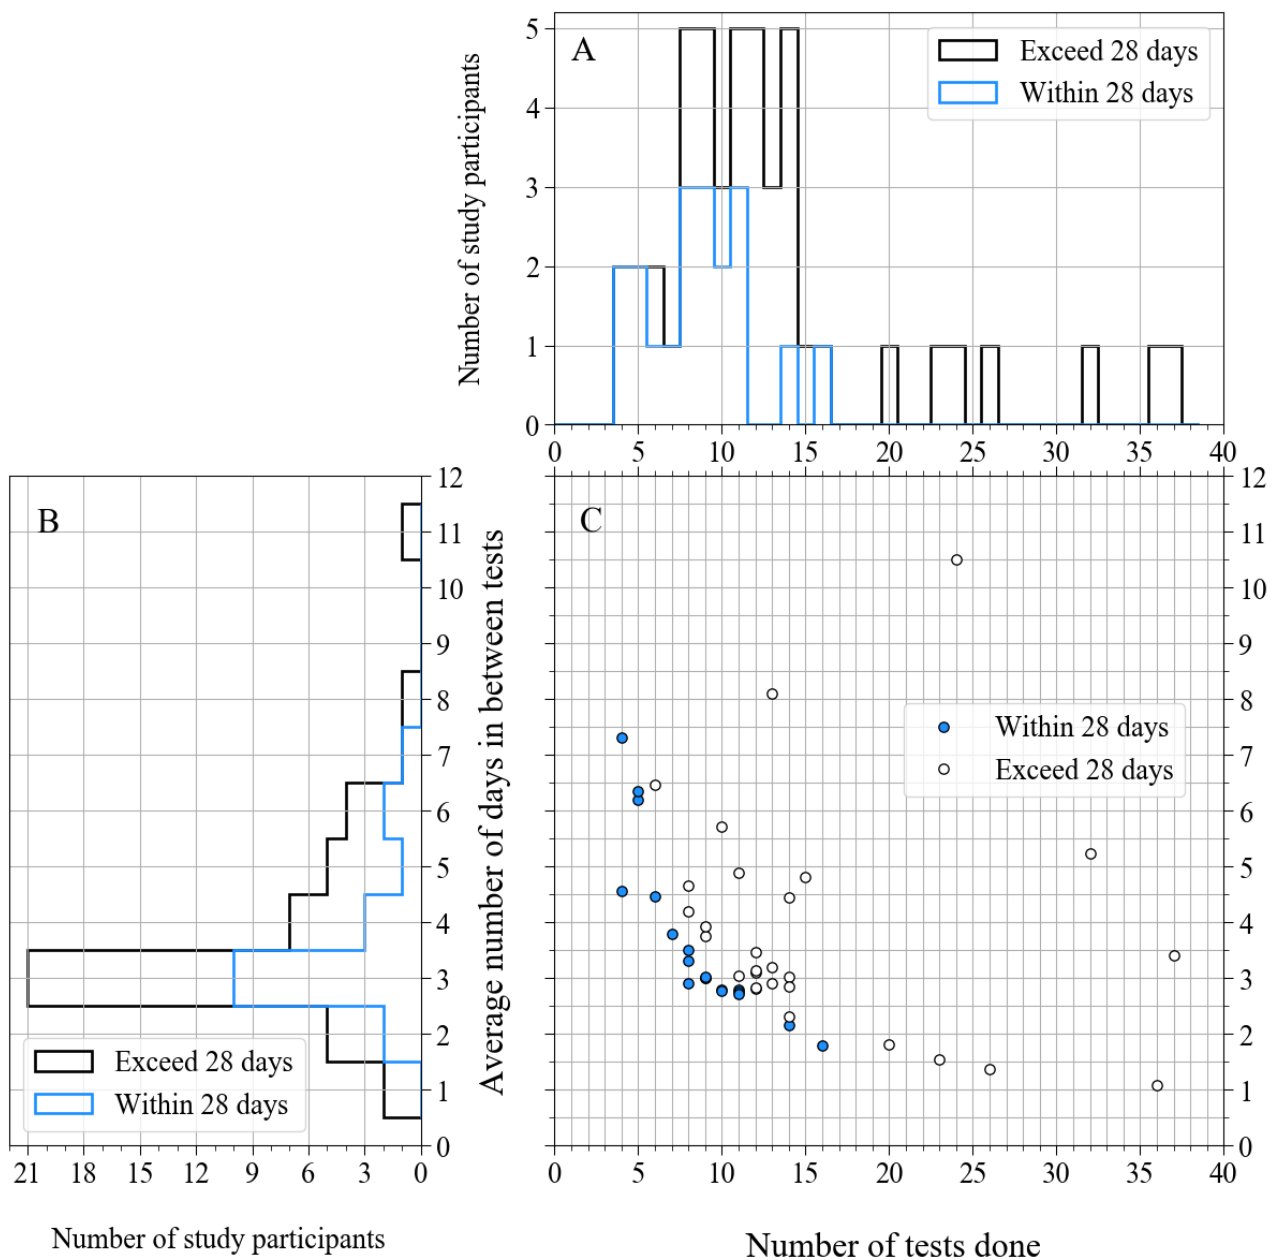 A
Exceed 28 days
Within 28 days
Number of study participants
5
4
3
2
1
0
0 5 10 15 20 25 30 35 40
B
12
11
10
9
8
7
6
5
4
3
2
1
0
Exceed 28 days
Within 28 days
21 18 15 12 9 6 3 0
Number of study participants
Average number of days in between tests
C
Within 28 days
Exceed 28 days
12
11
10
9
8
7
6
5
4
3
2
1
0
0 5 10 15 20 25 30 35 40
Number of tests done